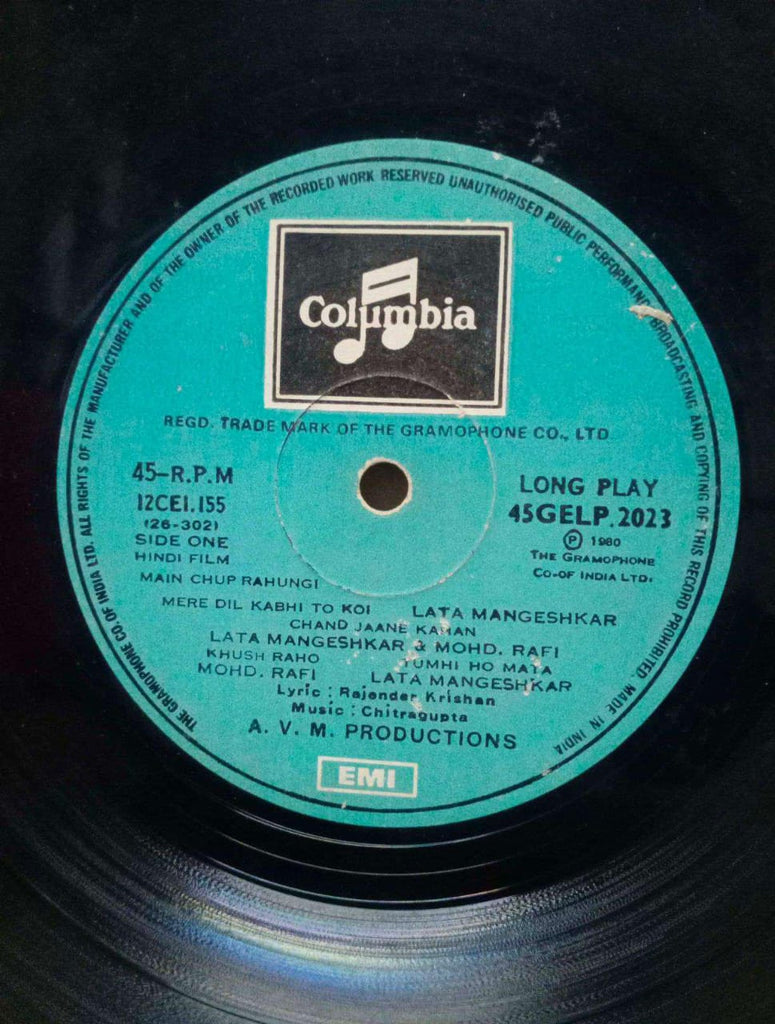 THE GRAMOPHONE CO. OF INDIA LTD. ALL RIGHTS OF THE MANUFACTURER AND OF THE OWNER OF THE RECORDED WORK RESERVED UNAUTHORISED PUBLIC PERFORMANC BROADCASTING AND COPYING OF THIS RECORD PROHIBITED. MADE IN INDIA
Columbia
REGD. TRADE MARK OF THE GRAMOPHONE CO., LTD
45-R.P.M
12CEI.155
(26-302)
SIDE ONE
HINDI FILM
LONG PLAY
45GELP.2023
Ⓟ 1980
THE GRAMOPHONE
CO-OF INDIA LTD:
MAIN CHUP RAHUNGI
MERE DIL KABHI TO KOI LATA MANGESHKAR
CHAND JAANE KAHAN
LATA MANGESHKAR & MOHD. RAFI
KHUSH RAHO TUMHI HO MATA
MOHD. RAFI LATA MANGESHKAR
Lyric : Rajender Krishan
Music : Chitragupta
A. V. M. PRODUCTIONS
EMI